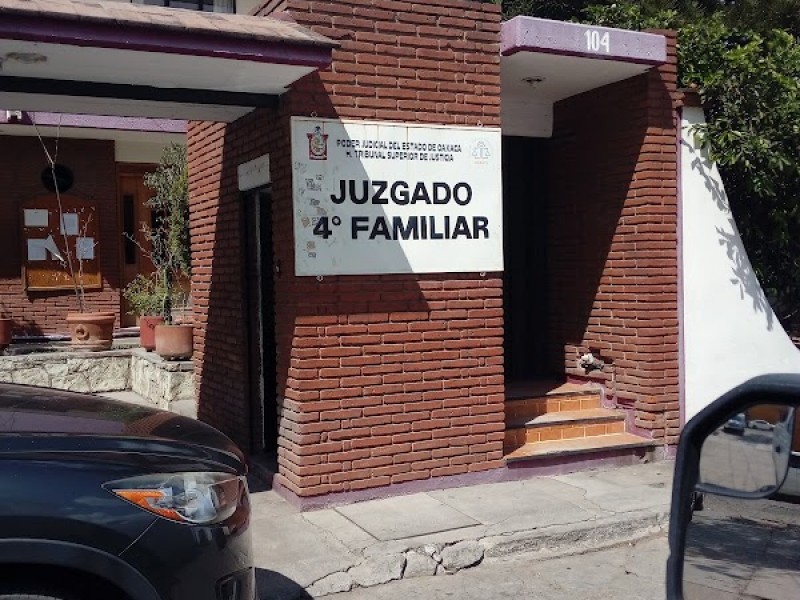 104
PODER JUDICIAL DEL ESTADO DE OAXACA
H. TRIBUNAL SUPERIOR DE JUSTICIA
JUZGADO
4° FAMILIAR